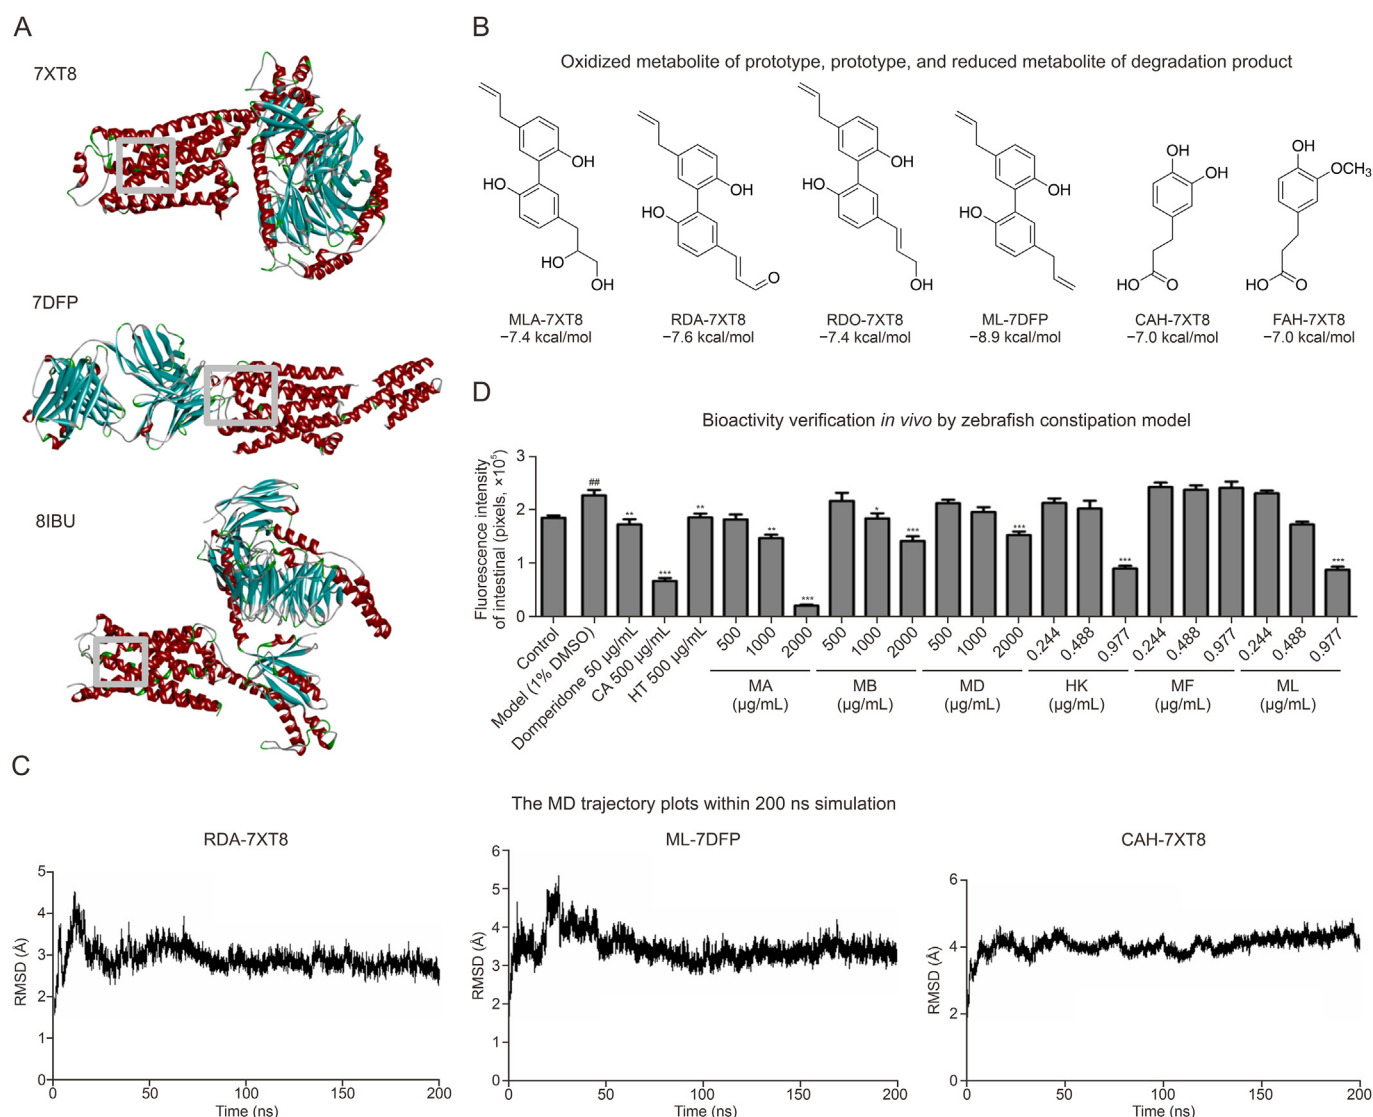 A
7XT8
7DFP
8IBU
B
Oxidized metabolite of prototype, prototype, and reduced metabolite of degradation product
OH
HO
HO
OH
MLA-7XT8
−7.4 kcal/mol
OH
HO
O
RDA-7XT8
−7.6 kcal/mol
OH
HO
OH
RDO-7XT8
−7.4 kcal/mol
OH
HO
ML-7DFP
−8.9 kcal/mol
OH
OH
HO
O
CAH-7XT8
−7.0 kcal/mol
OH
OCH3
HO
O
FAH-7XT8
−7.0 kcal/mol
D
Bioactivity verification in vivo by zebrafish constipation model
Fluorescence intensity
of intestinal (pixels, ×10⁵)
3
2
1
0
##
**
***
**
**
***
*
***
***
***
***
Control
Model (1% DMSO)
Domperidone 50 µg/mL
CA 500 µg/mL
HT 500 µg/mL
500
1000
2000
MA
(µg/mL)
500
1000
2000
MB
(µg/mL)
500
1000
2000
MD
(µg/mL)
0.244
0.488
0.977
HK
(µg/mL)
0.244
0.488
0.977
MF
(µg/mL)
0.244
0.488
0.977
ML
(µg/mL)
C
The MD trajectory plots within 200 ns simulation
RDA-7XT8
RMSD (Å)
5
4
3
2
1
0
0 50 100 150 200
Time (ns)
ML-7DFP
RMSD (Å)
6
5
4
3
2
1
0
0 50 100 150 200
Time (ns)
CAH-7XT8
RMSD (Å)
6
4
2
0
0 50 100 150 200
Time (ns)